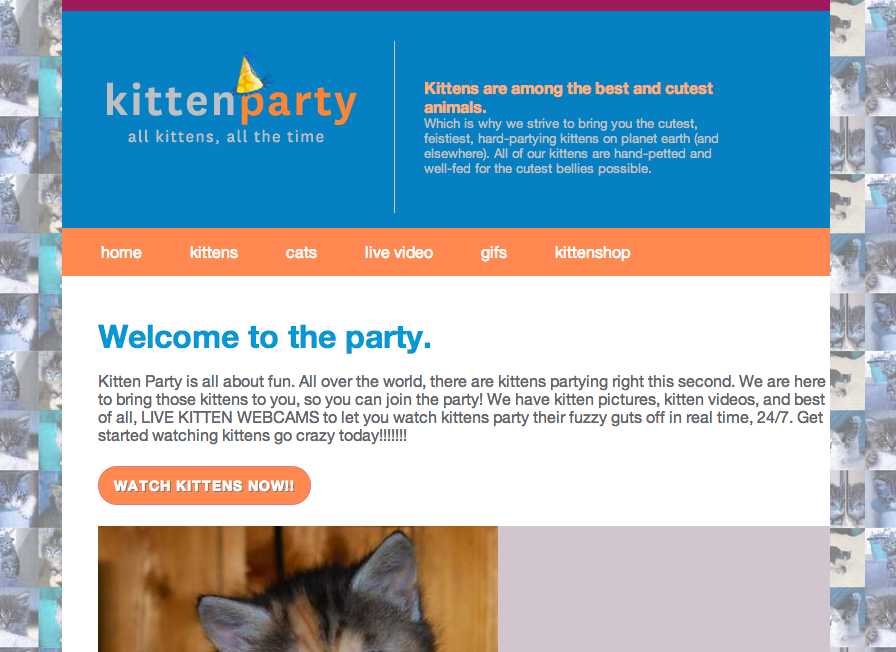 kittenparty
all kittens, all the time
Kittens are among the best and cutest
animals.
Which is why we strive to bring you the cutest,
feistiest, hard-partying kittens on planet earth (and
elsewhere). All of our kittens are hand-petted and
well-fed for the cutest bellies possible.
home kittens cats live video gifs kittenshop
Welcome to the party.
Kitten Party is all about fun. All over the world, there are kittens partying right this second. We are here
to bring those kittens to you, so you can join the party! We have kitten pictures, kitten videos, and best
of all, LIVE KITTEN WEBCAMS to let you watch kittens party their fuzzy guts off in real time, 24/7. Get
started watching kittens go crazy today!!!!!!!
WATCH KITTENS NOW!!